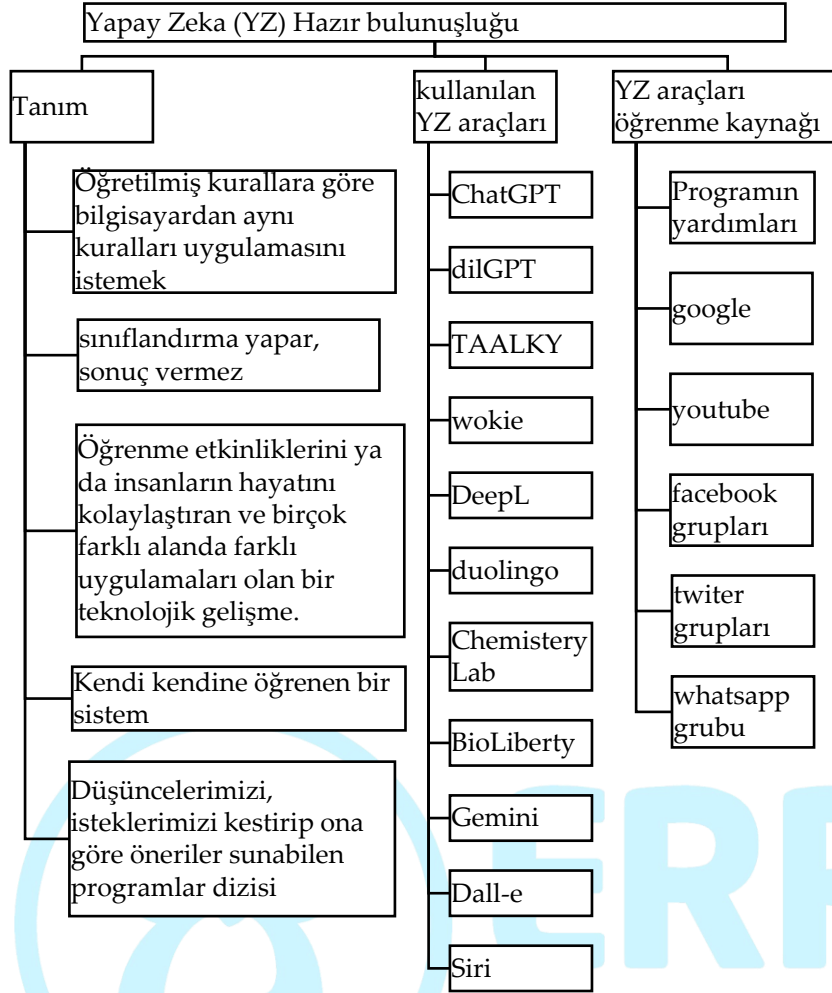 Yapay Zeka (YZ) Hazır bulunuşluğu
Tanım
Öğretilmiş kurallara göre
bilgisayardan aynı
kuralları uygulamasını
istemek
sınıflandırma yapar,
sonuç vermez
Öğrenme etkinliklerini ya
da insanların hayatını
kolaylaştıran ve birçok
farklı alanda farklı
uygulamaları olan bir
teknolojik gelişme.
Kendi kendine öğrenen bir
sistem
Düşüncelerimizi,
isteklerimizi kestirip ona
göre öneriler sunabilen
programlar dizisi
kullanılan
YZ araçları
ChatGPT
dilGPT
TAALKY
wokie
DeepL
duolingo
Chemistery
Lab
BioLiberty
Gemini
Dall-e
Siri
YZ araçları
öğrenme kaynağı
Programın
yardımları
google
youtube
facebook
grupları
twiter
grupları
whatsapp
grubu